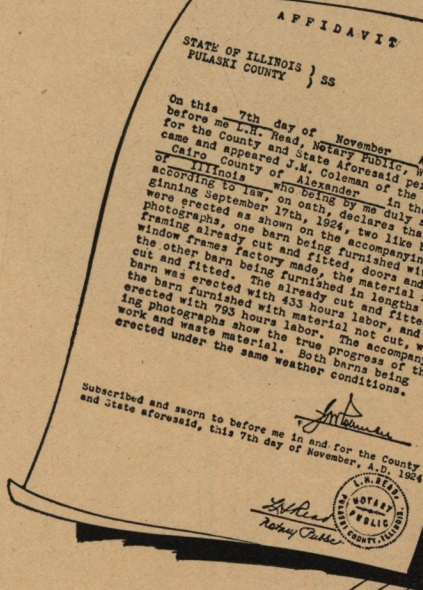 AFFIDAVIT
STATE OF ILLINOIS } SS
PULASKI COUNTY
On this 7th day of November A
before me L.H. Read, Notary Public, W
for the County and State Aforesaid per
came and appeared J.M. Coleman of the
Cairo County of Alexander in the
of Illinois who being by me duly s
according to law, on oath, declares tha
ginning September 17th, 1924, two like b
were erected as shown on the accompanyin
photographs, one barn being furnished wit
framing already cut and fitted, doors and
window frames factory made, the material i
the other barn being furnished in lengths
cut and fitted. The already cut and fitte
barn was erected with 433 hours labor, and
the barn furnished with material not cut, w
erected with 793 hours labor. The accompany
ing photographs show the true progress of th
work and waste material. Both barns being
erected under the same weather conditions.
J M Coleman
Subscribed and sworn to before me in and for the County
and State aforesaid, this 7th day of November, A.D. 1924
L H Read
Notary Public
L.H. READ,
NOTARY
PUBLIC
PULASKI COUNTY, ILLINOIS.